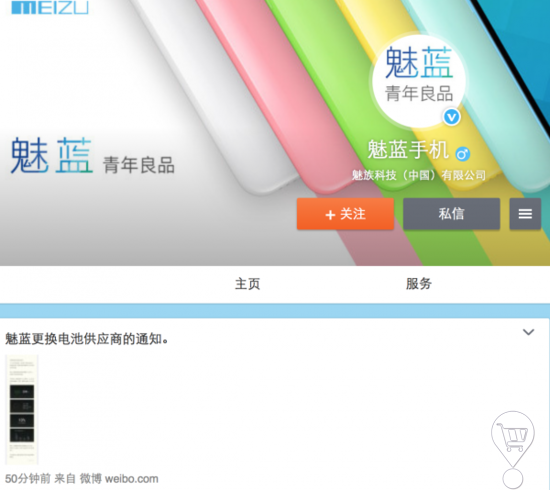 MEIZU
魅蓝
青年良品
魅蓝 青年良品
魅蓝手机
魅族科技（中国）有限公司
+ 关注
私信
主页
服务
魅蓝更换电池供应商的通知。
50分钟前 来自 微博 weibo.com